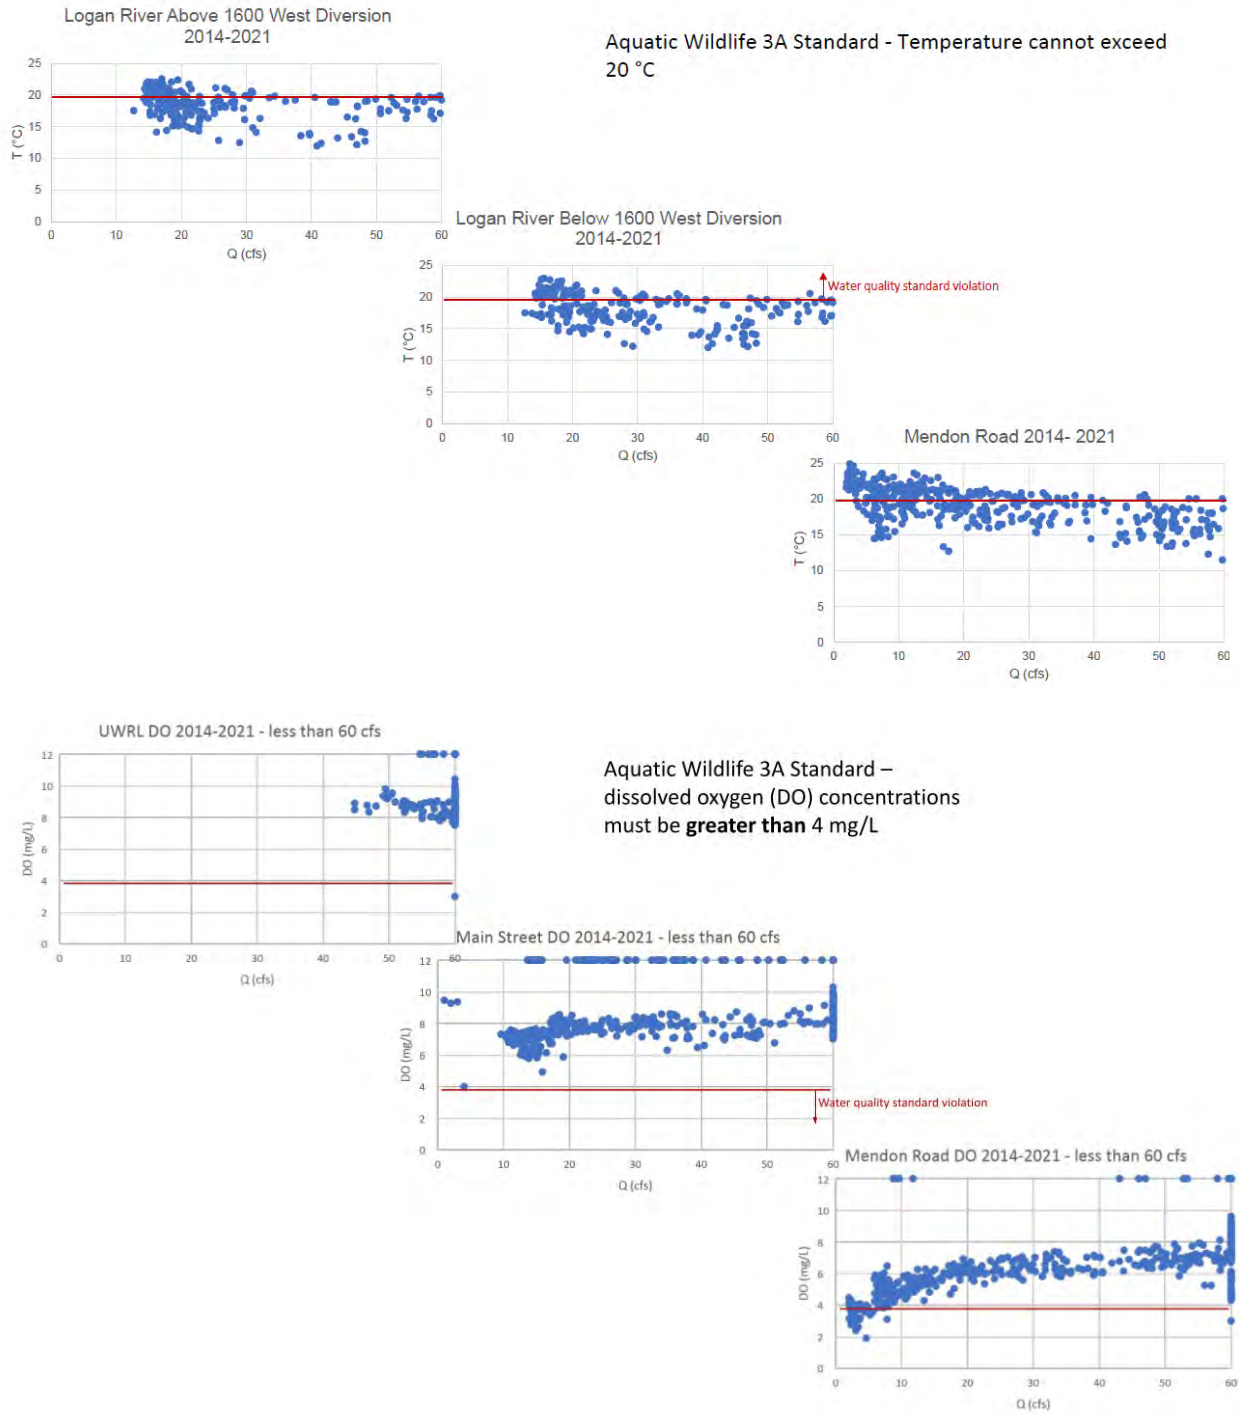 Logan River Above 1600 West Diversion
2014-2021
Aquatic Wildlife 3A Standard - Temperature cannot exceed
20 °C
25
20
15
10
5
0
T (°C)
0 10 20 30 40 50 60
Q (cfs)
Logan River Below 1600 West Diversion
2014-2021
25
20
15
10
5
0
T (°C)
Water quality standard violation
0 10 20 30 40 50 60
Q (cfs)
Mendon Road 2014- 2021
25
20
15
10
5
0
T (°C)
0 10 20 30 40 50 60
Q (cfs)
UWRL DO 2014-2021 - less than 60 cfs
12
10
8
6
4
2
0
DO (mg/L)
0 10 20 30 40 50 60
Q (cfs)
Aquatic Wildlife 3A Standard –
dissolved oxygen (DO) concentrations
must be greater than 4 mg/L
Main Street DO 2014-2021 - less than 60 cfs
12
10
8
6
4
2
0
DO (mg/L)
Water quality standard violation
0 10 20 30 40 50 60
Q (cfs)
Mendon Road DO 2014-2021 - less than 60 cfs
12
10
8
6
4
2
0
DO (mg/L)
0 10 20 30 40 50 60
Q (cfs)